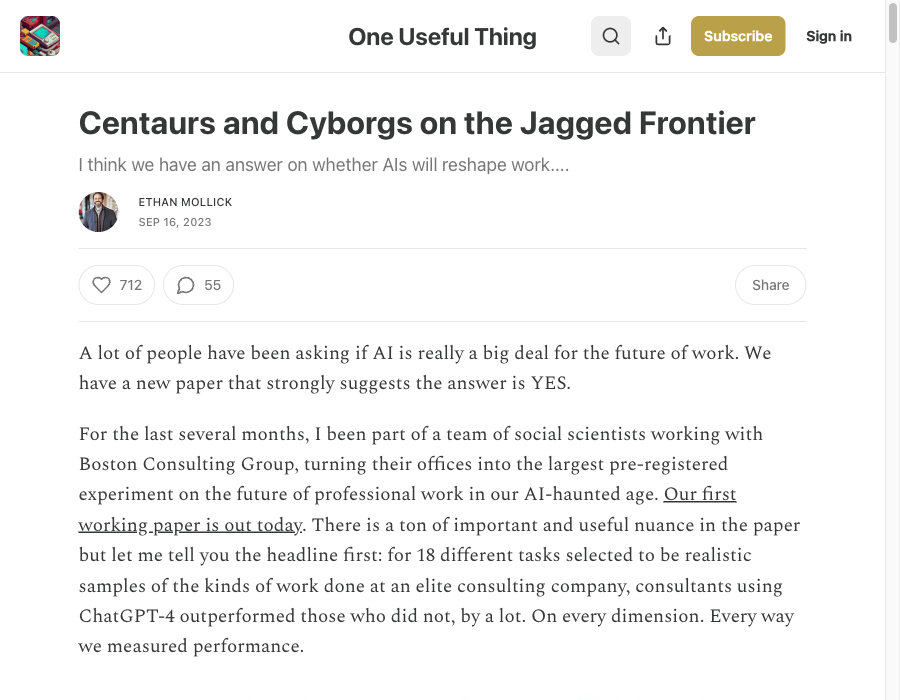 One Useful Thing
Subscribe
Sign in
Centaurs and Cyborgs on the Jagged Frontier
I think we have an answer on whether AIs will reshape work....
ETHAN MOLLICK
SEP 16, 2023
712
55
Share
A lot of people have been asking if AI is really a big deal for the future of work. We
have a new paper that strongly suggests the answer is YES.
For the last several months, I been part of a team of social scientists working with
Boston Consulting Group, turning their offices into the largest pre-registered
experiment on the future of professional work in our AI-haunted age. Our first
working paper is out today. There is a ton of important and useful nuance in the paper
but let me tell you the headline first: for 18 different tasks selected to be realistic
samples of the kinds of work done at an elite consulting company, consultants using
ChatGPT-4 outperformed those who did not, by a lot. On every dimension. Every way
we measured performance.